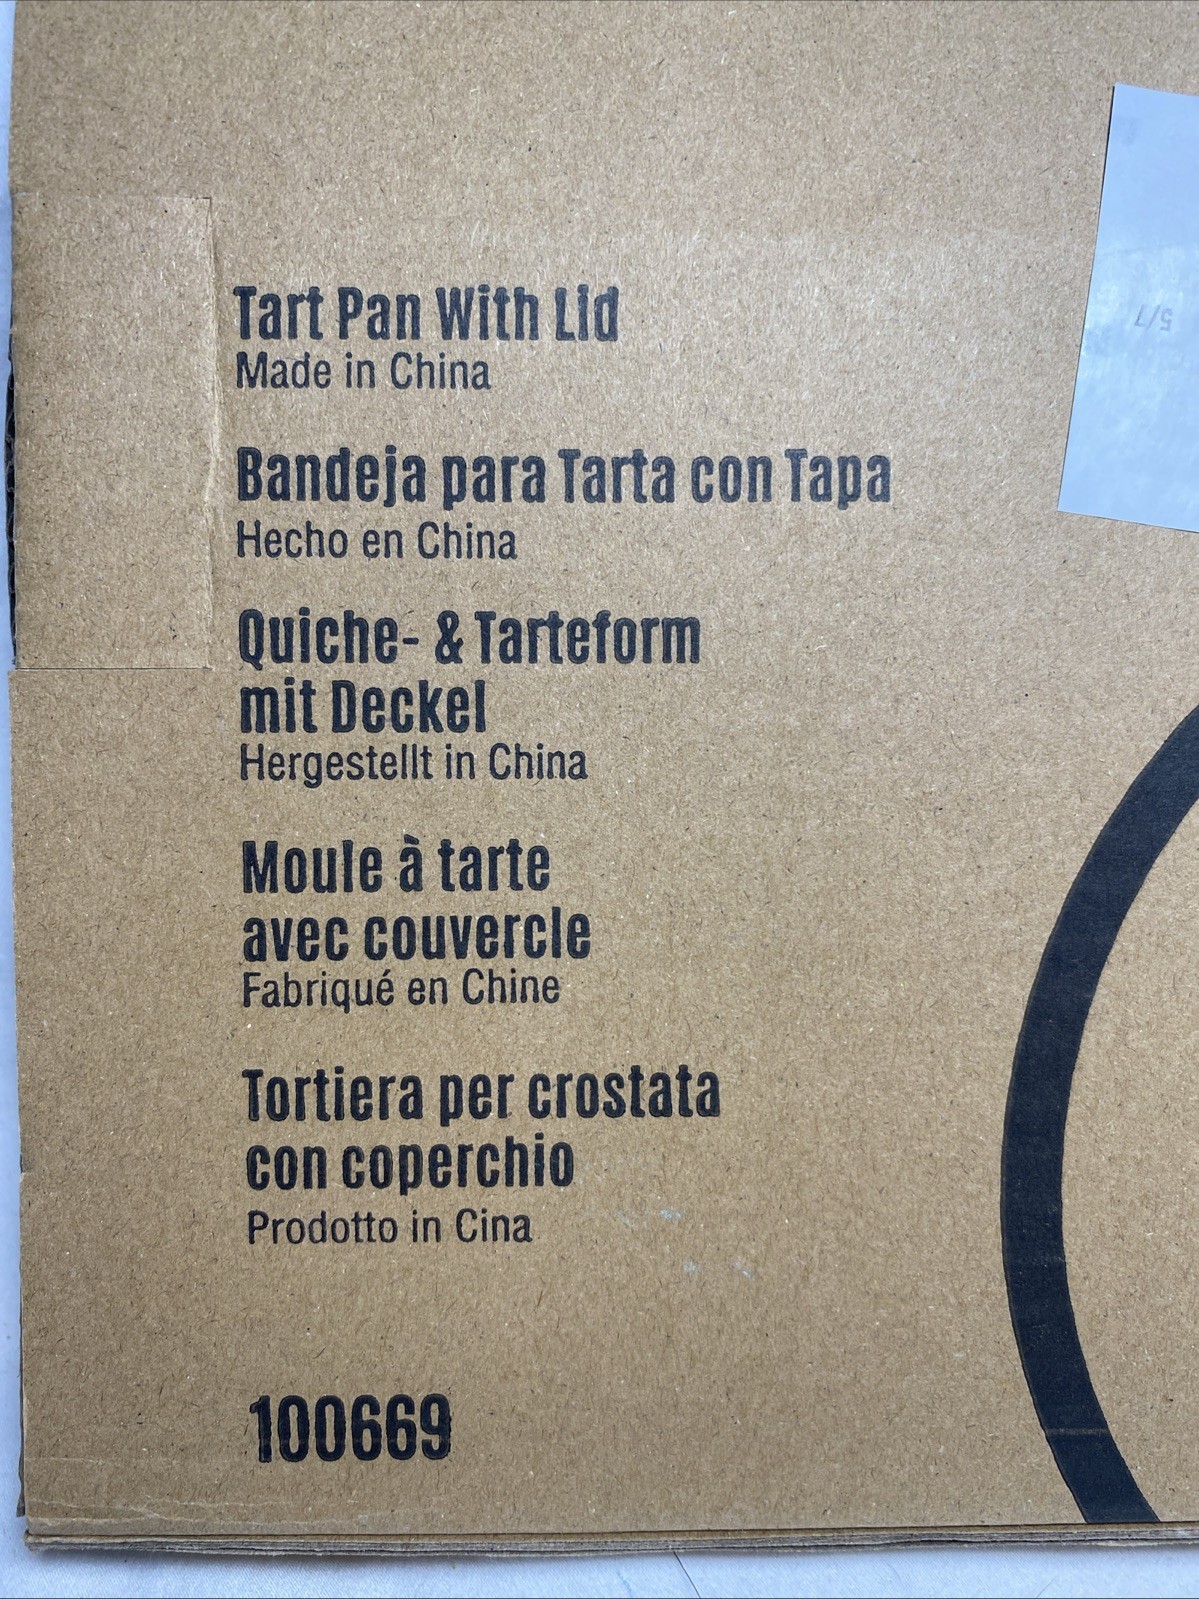 Tart Pan With Lid
Made in China
Bandeja para Tarta con Tapa
Hecho en China
Quiche- & Tarteform
mit Deckel
Hergestellt in China
Moule à tarte
avec couvercle
Fabriqué en Chine
Tortiera per crostata
con coperchio
Prodotto in Cina
100669
5/7